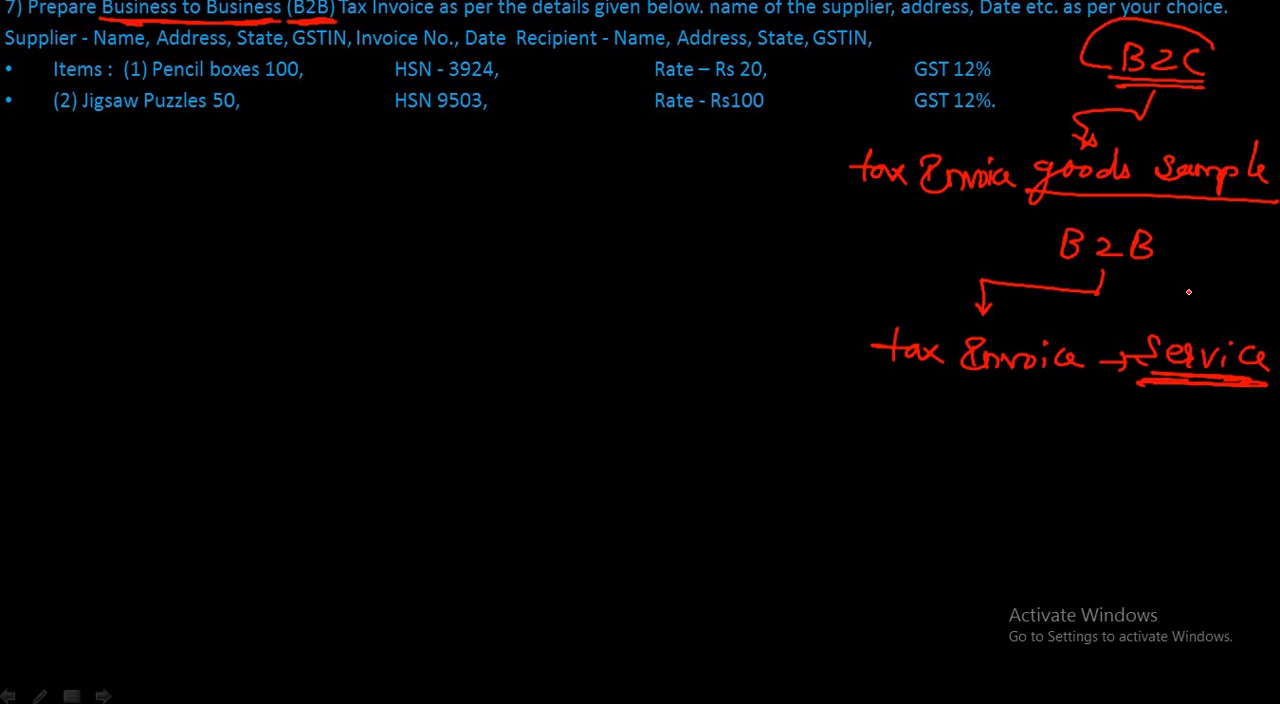 7) Prepare Business to Business (B2B) Tax Invoice as per the details given below. name of the supplier, address, Date etc. as per your choice.
Supplier - Name, Address, State, GSTIN, Invoice No., Date Recipient - Name, Address, State, GSTIN,
B2C
• Items : (1) Pencil boxes 100, HSN - 3924, Rate – Rs 20, GST 12%
• (2) Jigsaw Puzzles 50, HSN 9503, Rate - Rs100 GST 12%.
tax Invoice goods Sample
B2B
tax Invoice → Service
Activate Windows
Go to Settings to activate Windows.